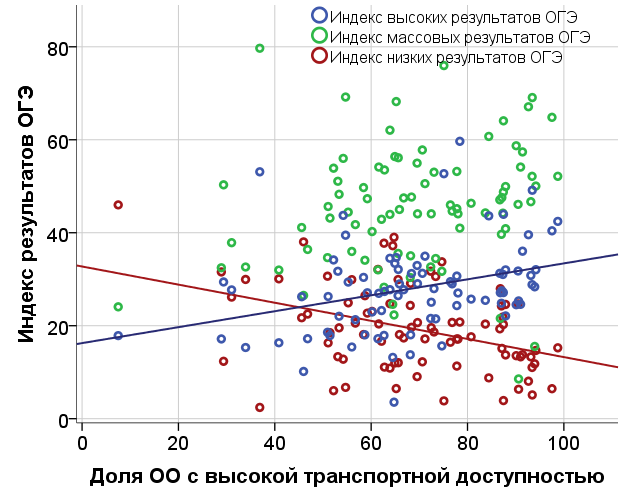 Индекс высоких результатов ОГЭ
Индекс массовых результатов ОГЭ
Индекс низких результатов ОГЭ
80
60
40
20
0
Индекс результатов ОГЭ
0 20 40 60 80 100
Доля ОО с высокой транспортной доступностью